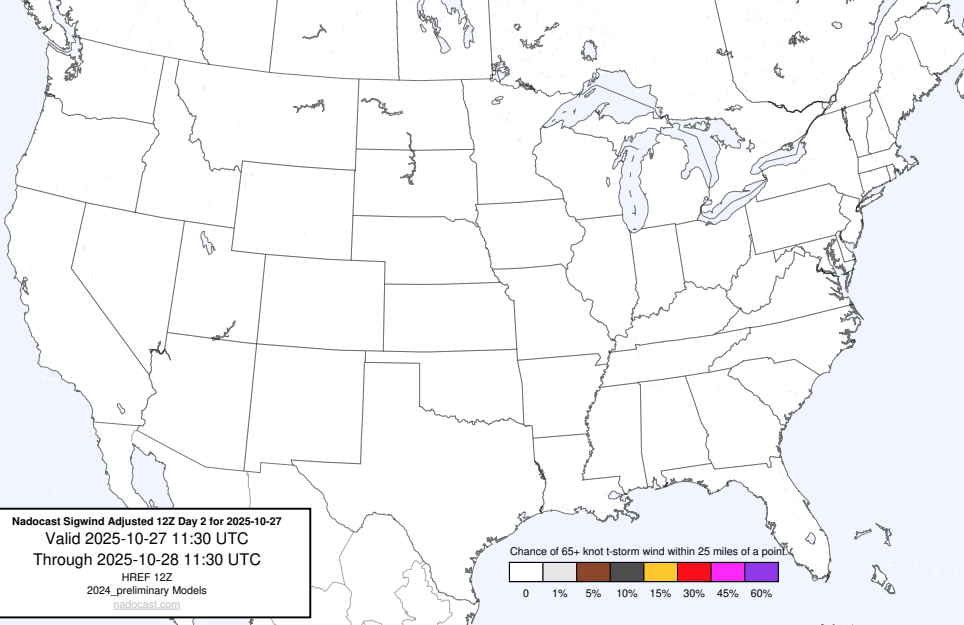 Nadocast Sigwind Adjusted 12Z Day 2 for 2025-10-27
Valid 2025-10-27 11:30 UTC
Through 2025-10-28 11:30 UTC
HREF 12Z
2024_preliminary Models
nadocast.com
Chance of 65+ knot t-storm wind within 25 miles of a point.
0 1% 5% 10% 15% 30% 45% 60%